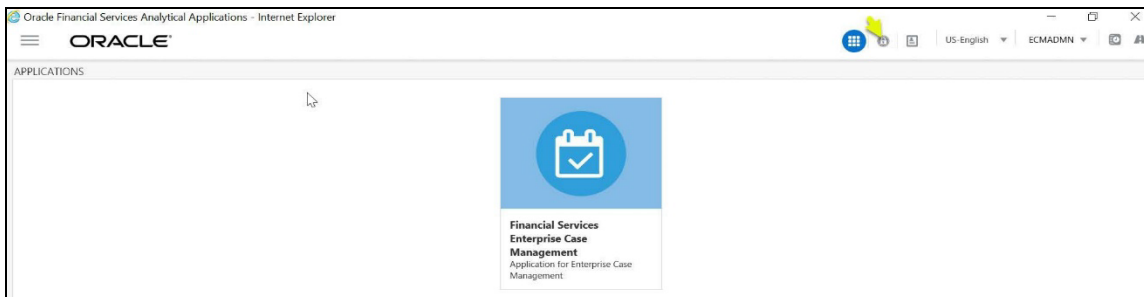 Oracle Financial Services Analytical Applications - Internet Explorer
ORACLE
US-English
ECMADMN
APPLICATIONS
Financial Services
Enterprise Case
Management
Application for Enterprise Case
Management